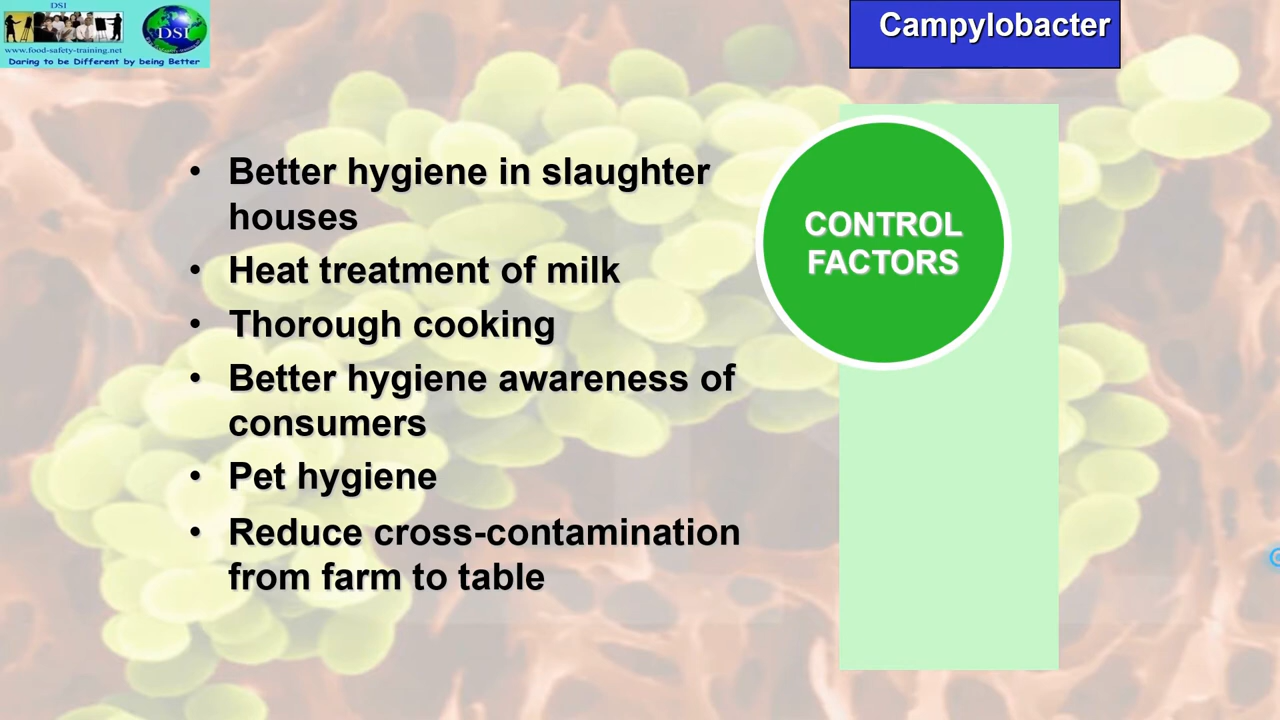 DSI
DSI
www.food-safety-training.net
Daring to be Different by being Better
Campylobacter
• Better hygiene in slaughter
houses
• Heat treatment of milk
• Thorough cooking
• Better hygiene awareness of
consumers
• Pet hygiene
• Reduce cross-contamination
from farm to table
CONTROL
FACTORS